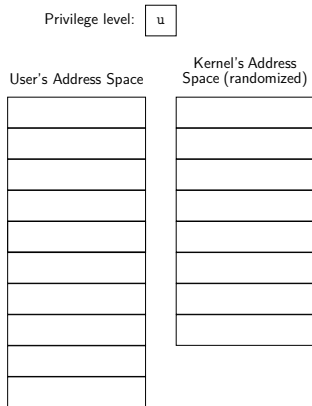 Privilege level: u
User's Address Space
Kernel's Address
Space (randomized)